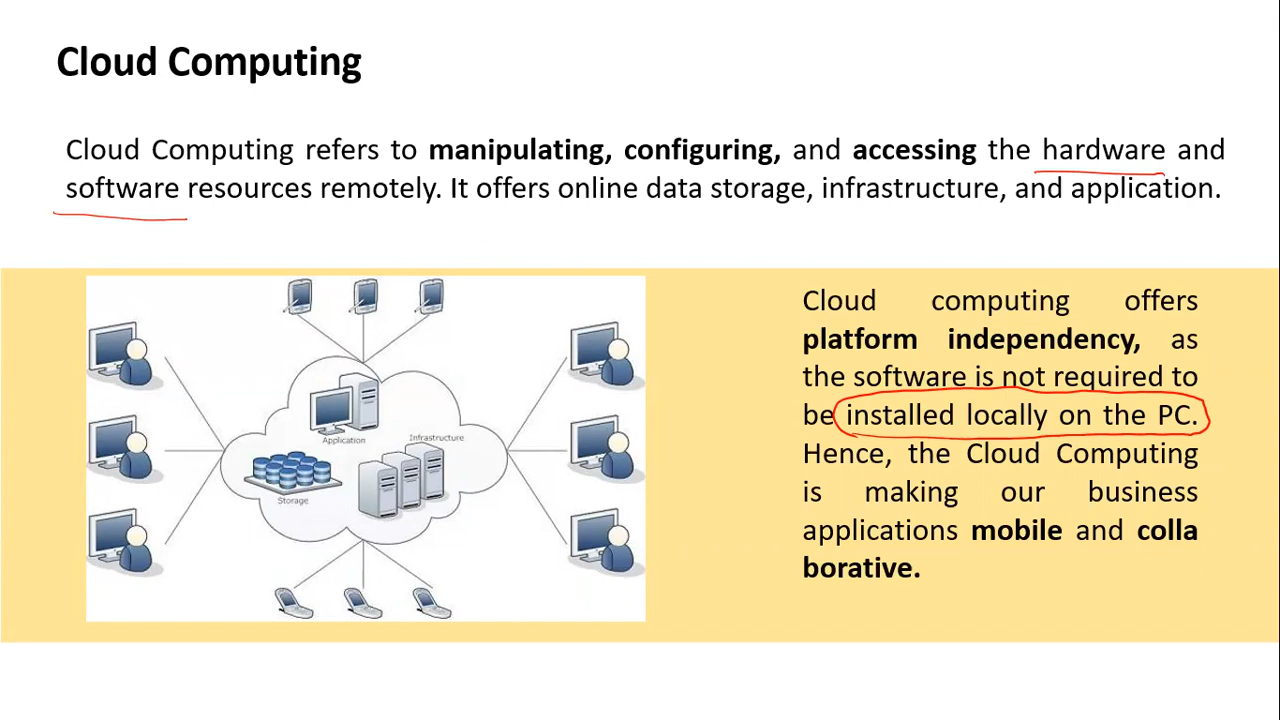 Cloud Computing
Cloud Computing refers to manipulating, configuring, and accessing the hardware and
software resources remotely. It offers online data storage, infrastructure, and application.
Application
Infrastructure
Storage
Cloud computing offers
platform independency, as
the software is not required to
be installed locally on the PC.
Hence, the Cloud Computing
is making our business
applications mobile and colla
borative.